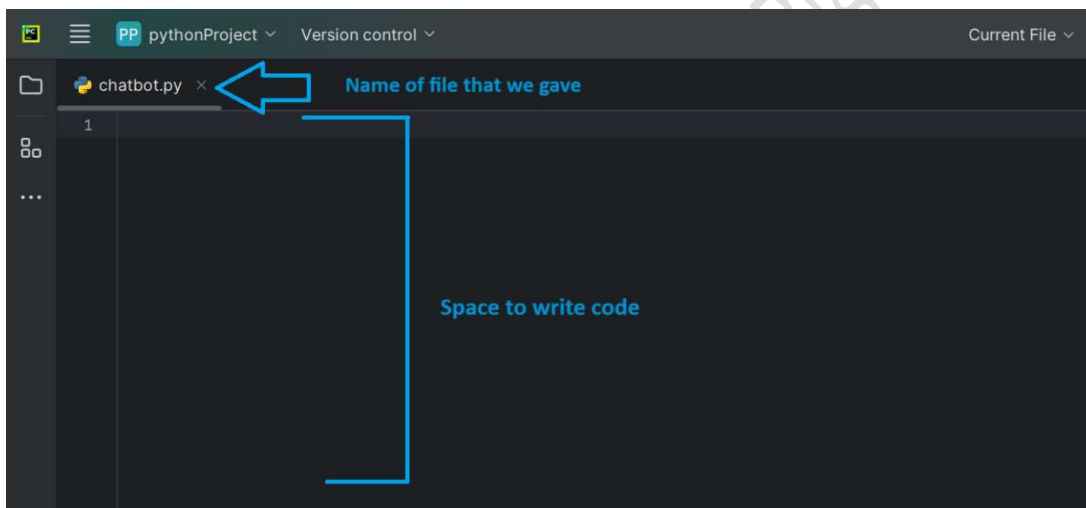 PC
PP pythonProject Version control Current File
chatbot.py × Name of file that we gave
1
Space to write code